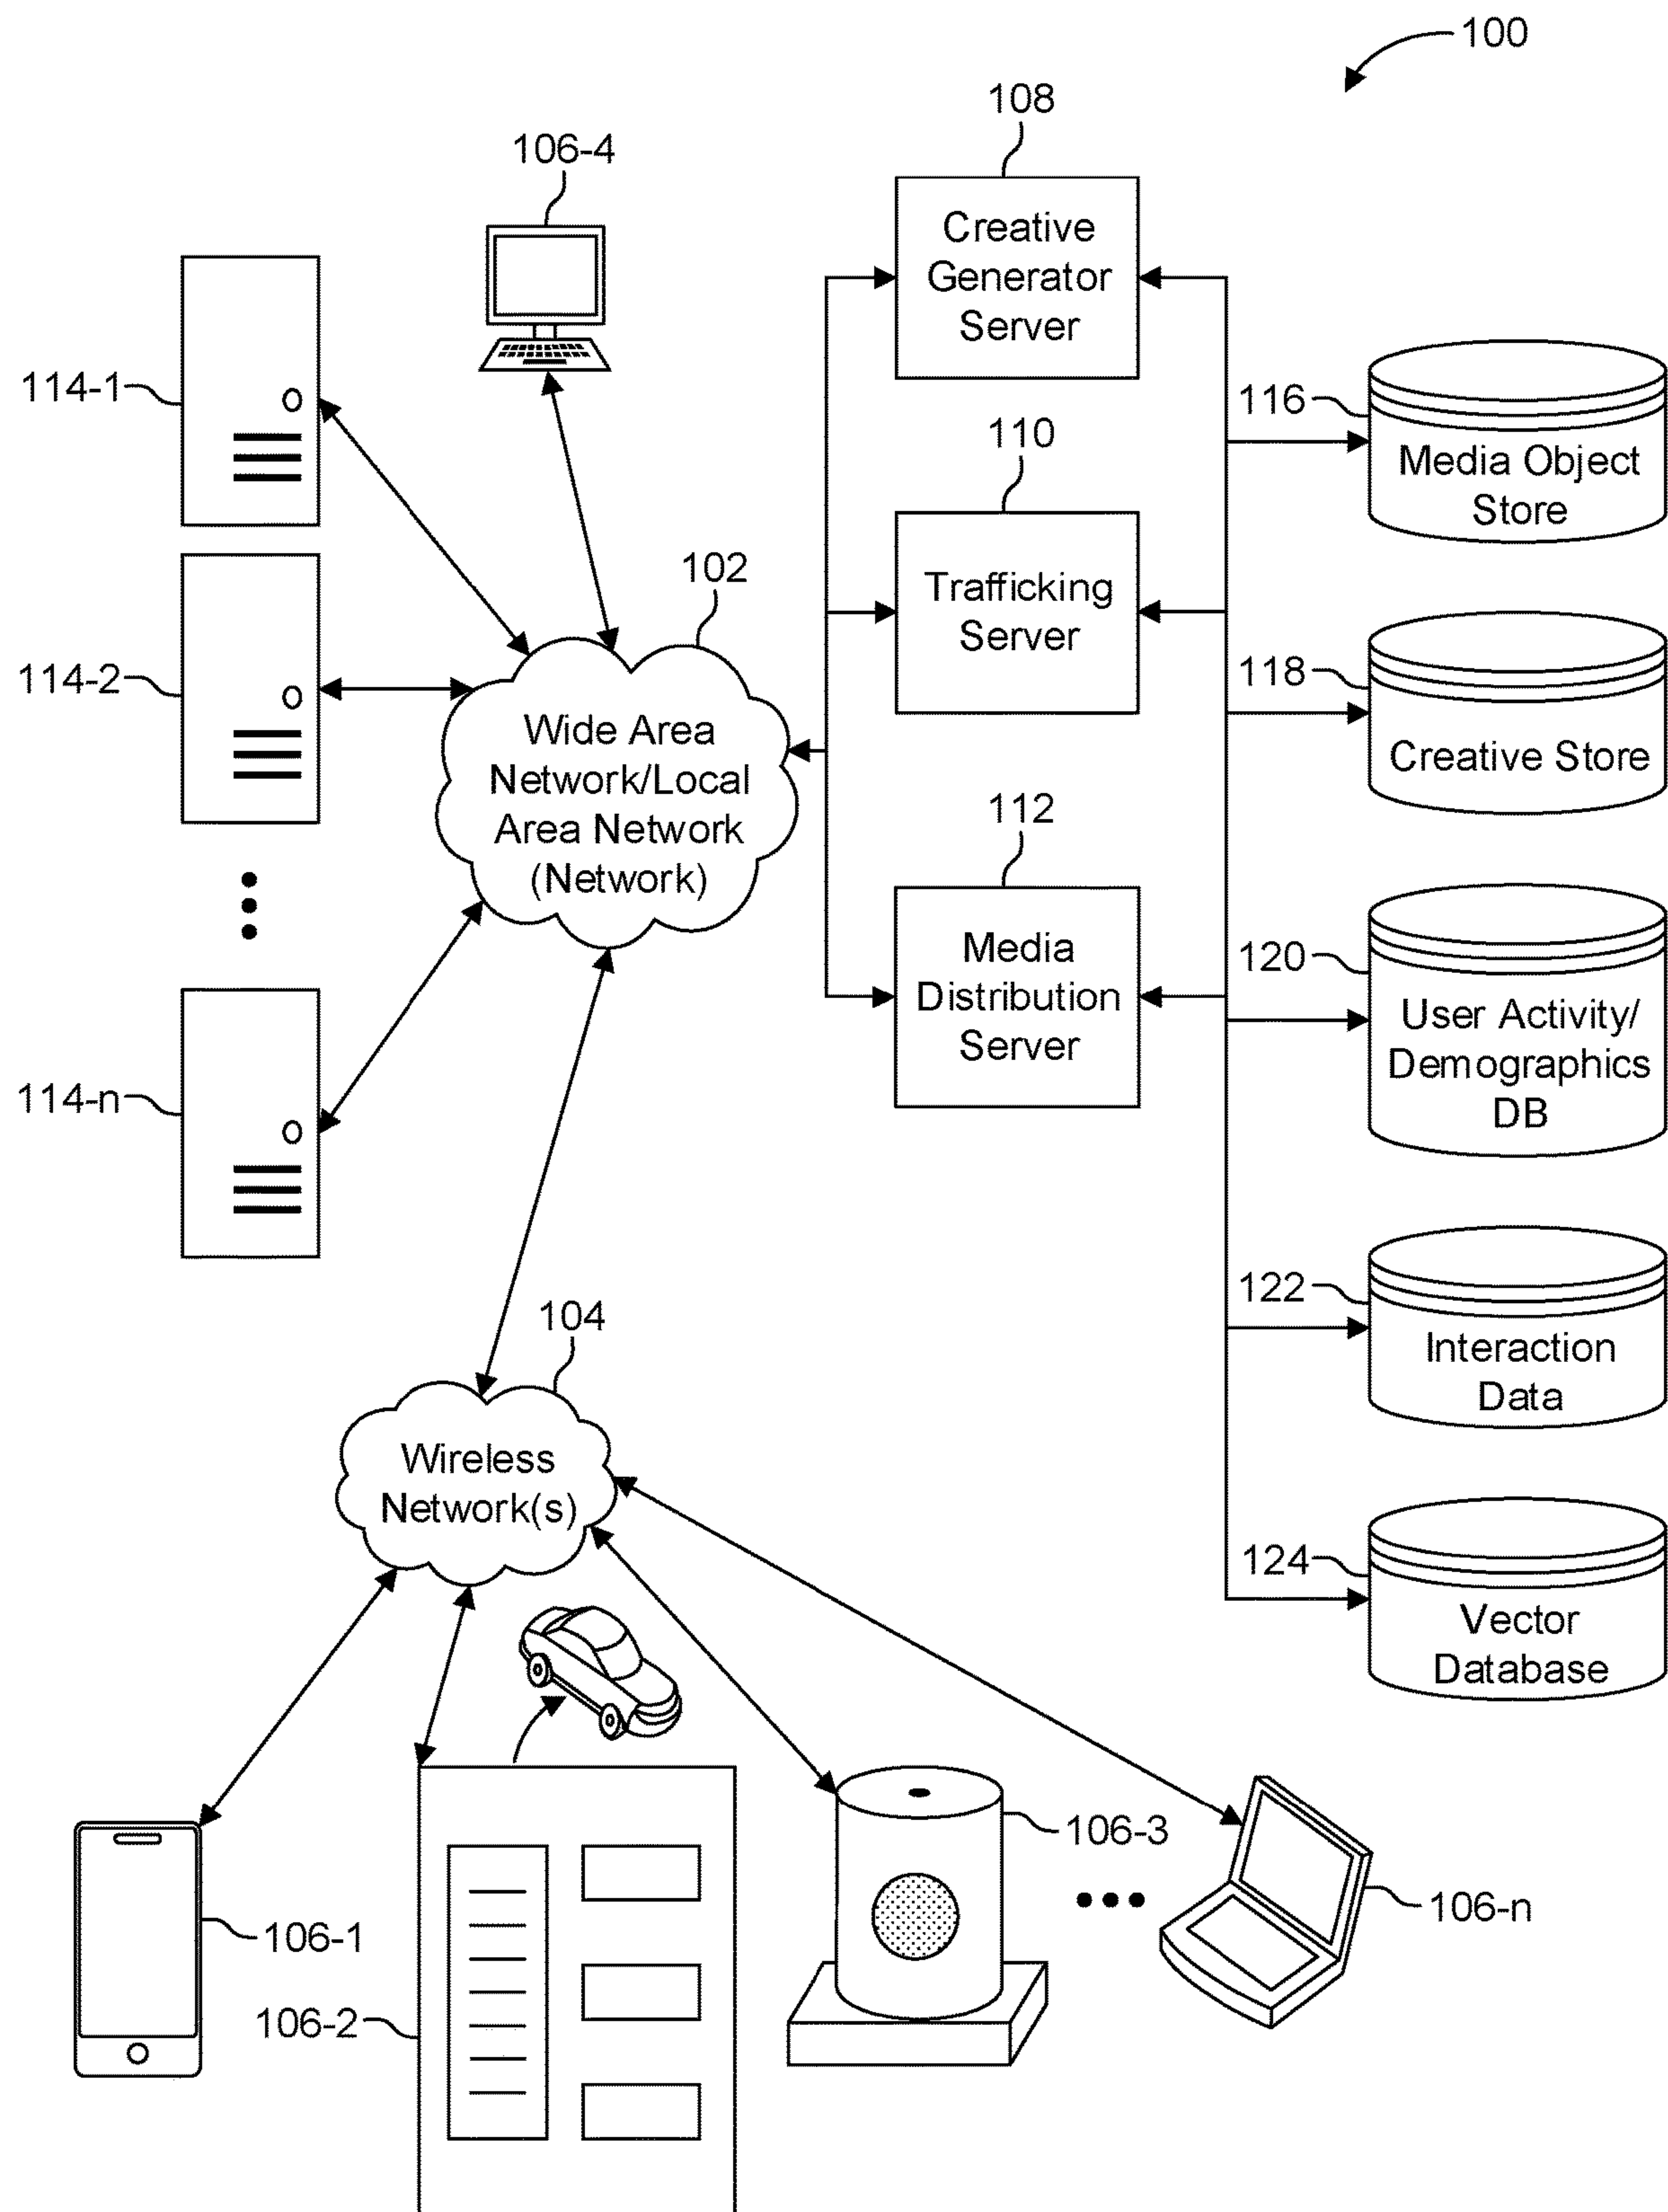 100
108
106-4
Creative
Generator
Server
114-1
116
Media Object
Store
110
102
Trafficking
Server
114-2
118
Creative Store
Wide Area
Network/Local
Area Network
(Network)
112
Media
Distribution
Server
120
User Activity/
Demographics
DB
114-n
122
Interaction
Data
104
Wireless
Network(s)
124
Vector
Database
106-3
106-n
106-1
106-2